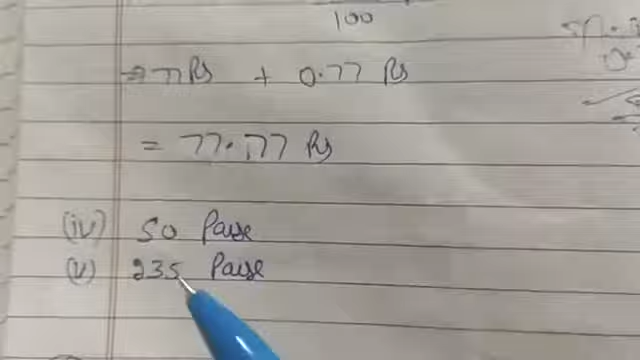 100
= 77 Rs + 0.77 Rs
= 77.77 Rs
(iv) 50 Paise
(v) 235 Paise